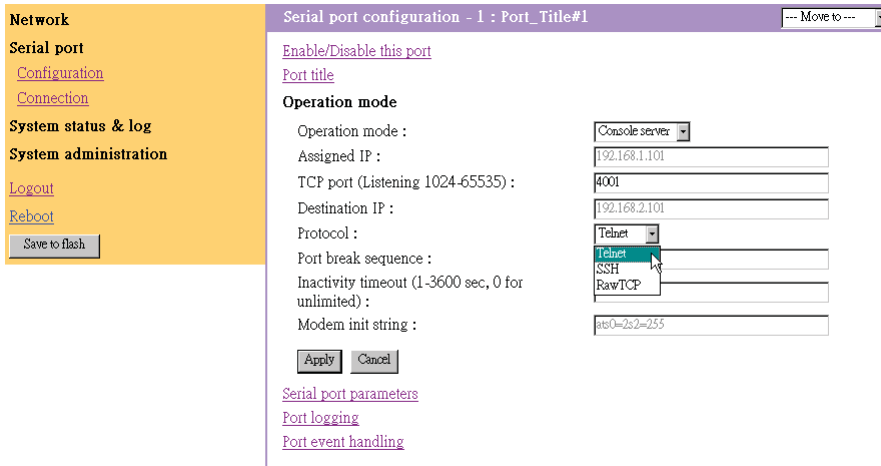 Network
Serial port
Configuration
Connection
System status & log
System administration
Logout
Reboot
Save to flash
Serial port configuration - 1 : Port_Title#1
--- Move to ---
Enable/Disable this port
Port title
Operation mode
Operation mode :
Console server
Assigned IP :
192.168.1.101
TCP port (Listening 1024-65535) :
4001
Destination IP :
192.168.2.101
Protocol :
Telnet
Telnet
SSH
RawTCP
Port break sequence :
Inactivity timeout (1-3600 sec, 0 for
unlimited) :
Modem init string :
ats0=2s2=255
Apply
Cancel
Serial port parameters
Port logging
Port event handling